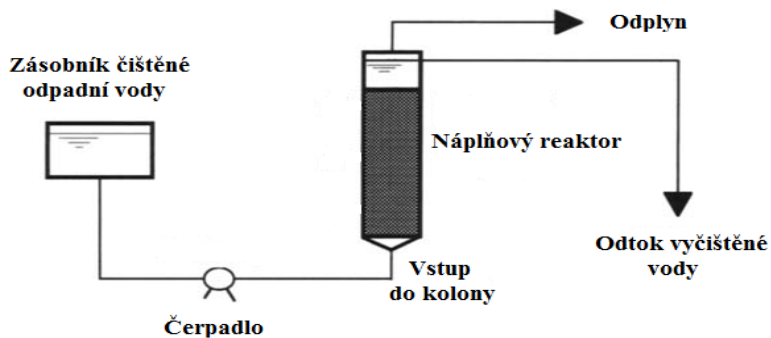 Odplyn
Zásobník čištěné
odpadní vody
Náplňový reaktor
Odtok vyčištěné
vody
Vstup
do kolony
Čerpadlo